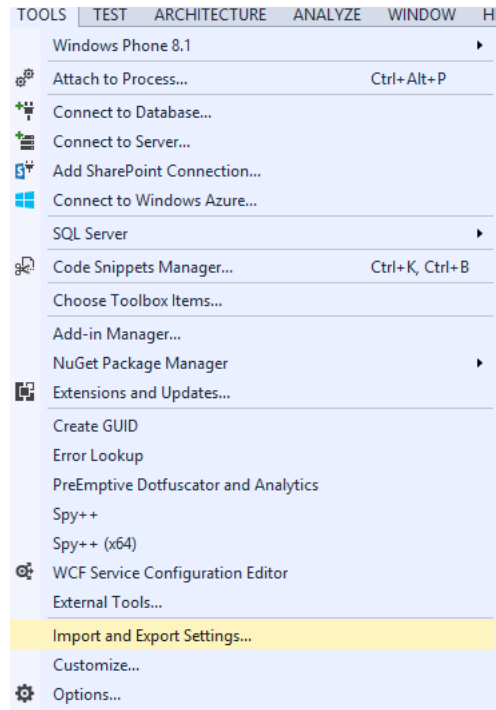 TOOLS TEST ARCHITECTURE ANALYZE WINDOW
Windows Phone 8.1
Attach to Process... Ctrl+Alt+P
Connect to Database...
Connect to Server...
Add SharePoint Connection...
Connect to Windows Azure...
SQL Server
Code Snippets Manager... Ctrl+K, Ctrl+B
Choose Toolbox Items...
Add-in Manager...
NuGet Package Manager
Extensions and Updates...
Create GUID
Error Lookup
PreEmptive Dotfuscator and Analytics
Spy++
Spy++ (x64)
WCF Service Configuration Editor
External Tools...
Import and Export Settings...
Customize...
Options...